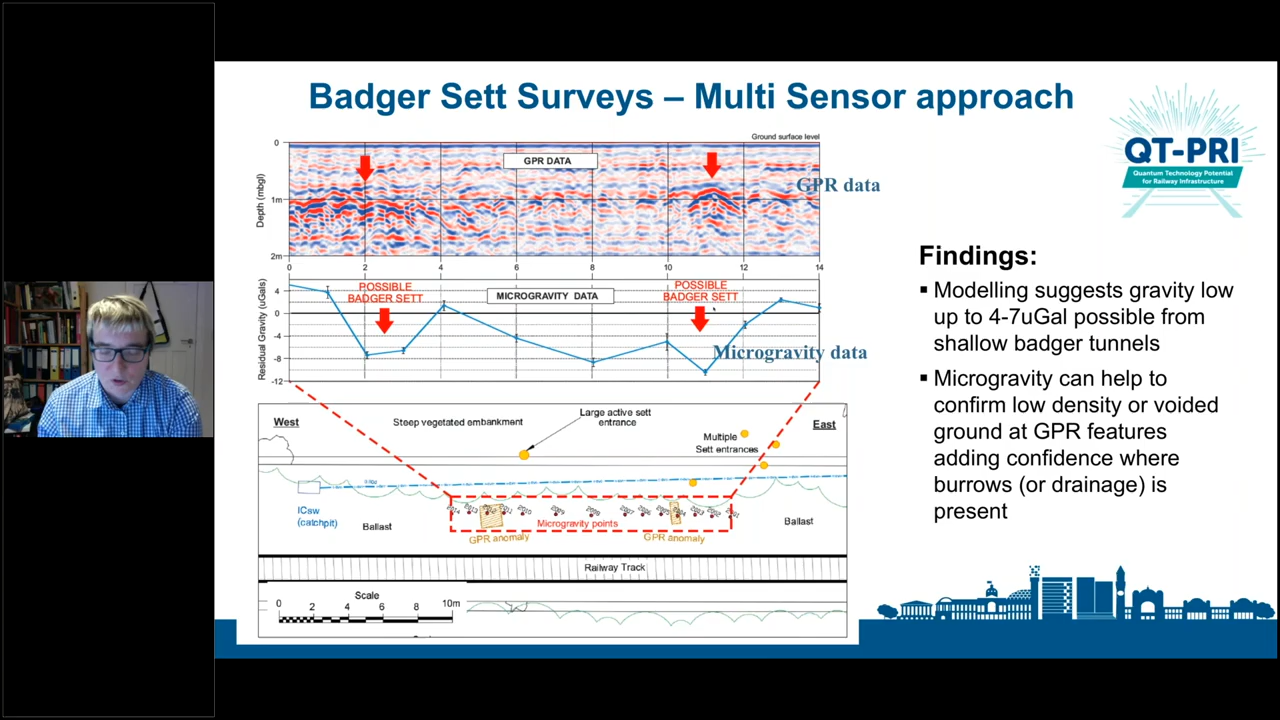 Badger Sett Surveys – Multi Sensor approach
QT-PRI
Quantum Technology Potential
for Railway Infrastructure
Ground surface level
GPR DATA
GPR data
Depth (mbgl)
0
1m
2m
0 2 4 6 8 10 12 14
POSSIBLE
BADGER SETT
MICROGRAVITY DATA
POSSIBLE
BADGER SETT
Microgravity data
Residual Gravity (uGals)
4
0
-4
-8
-12
West
Steep vegetated embankment
Large active sett
entrance
Multiple
Sett entrances
East
ICsw
(catchpit)
Ballast
Microgravity points
Ballast
GPR anomaly
GPR anomaly
Railway Track
Scale
0 2 4 6 8 10m
Findings:
▪ Modelling suggests gravity low
up to 4-7uGal possible from
shallow badger tunnels
▪ Microgravity can help to
confirm low density or voided
ground at GPR features
adding confidence where
burrows (or drainage) is
present